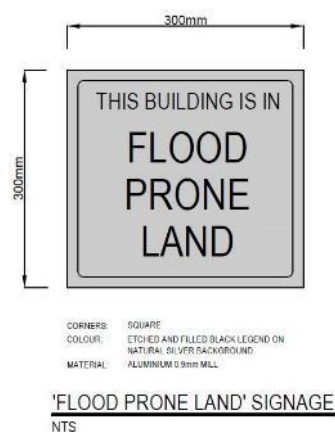 300mm
300mm
THIS BUILDING IS IN
FLOOD
PRONE
LAND
CORNERS: SQUARE
COLOUR: ETCHED AND FILLED BLACK LEGEND ON
NATURAL SILVER BACKGROUND
MATERIAL: ALUMINIUM 0.9mm MILL
'FLOOD PRONE LAND' SIGNAGE
NTS